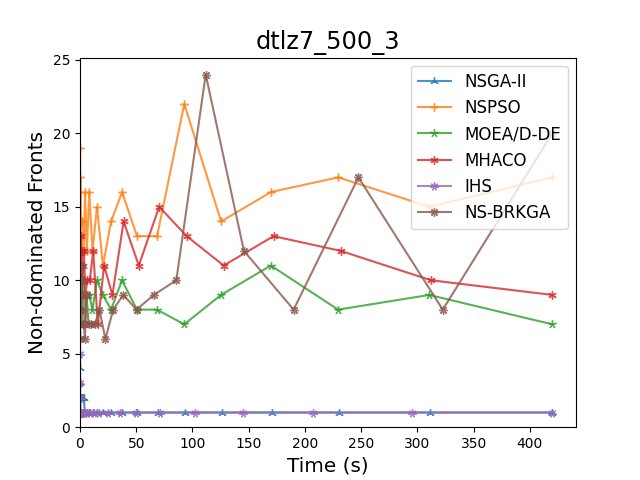 dtlz7_500_3
Non-dominated Fronts
25
20
15
10
5
0
NSGA-II
NSPSO
MOEA/D-DE
MHACO
IHS
NS-BRKGA
0 50 100 150 200 250 300 350 400
Time (s)